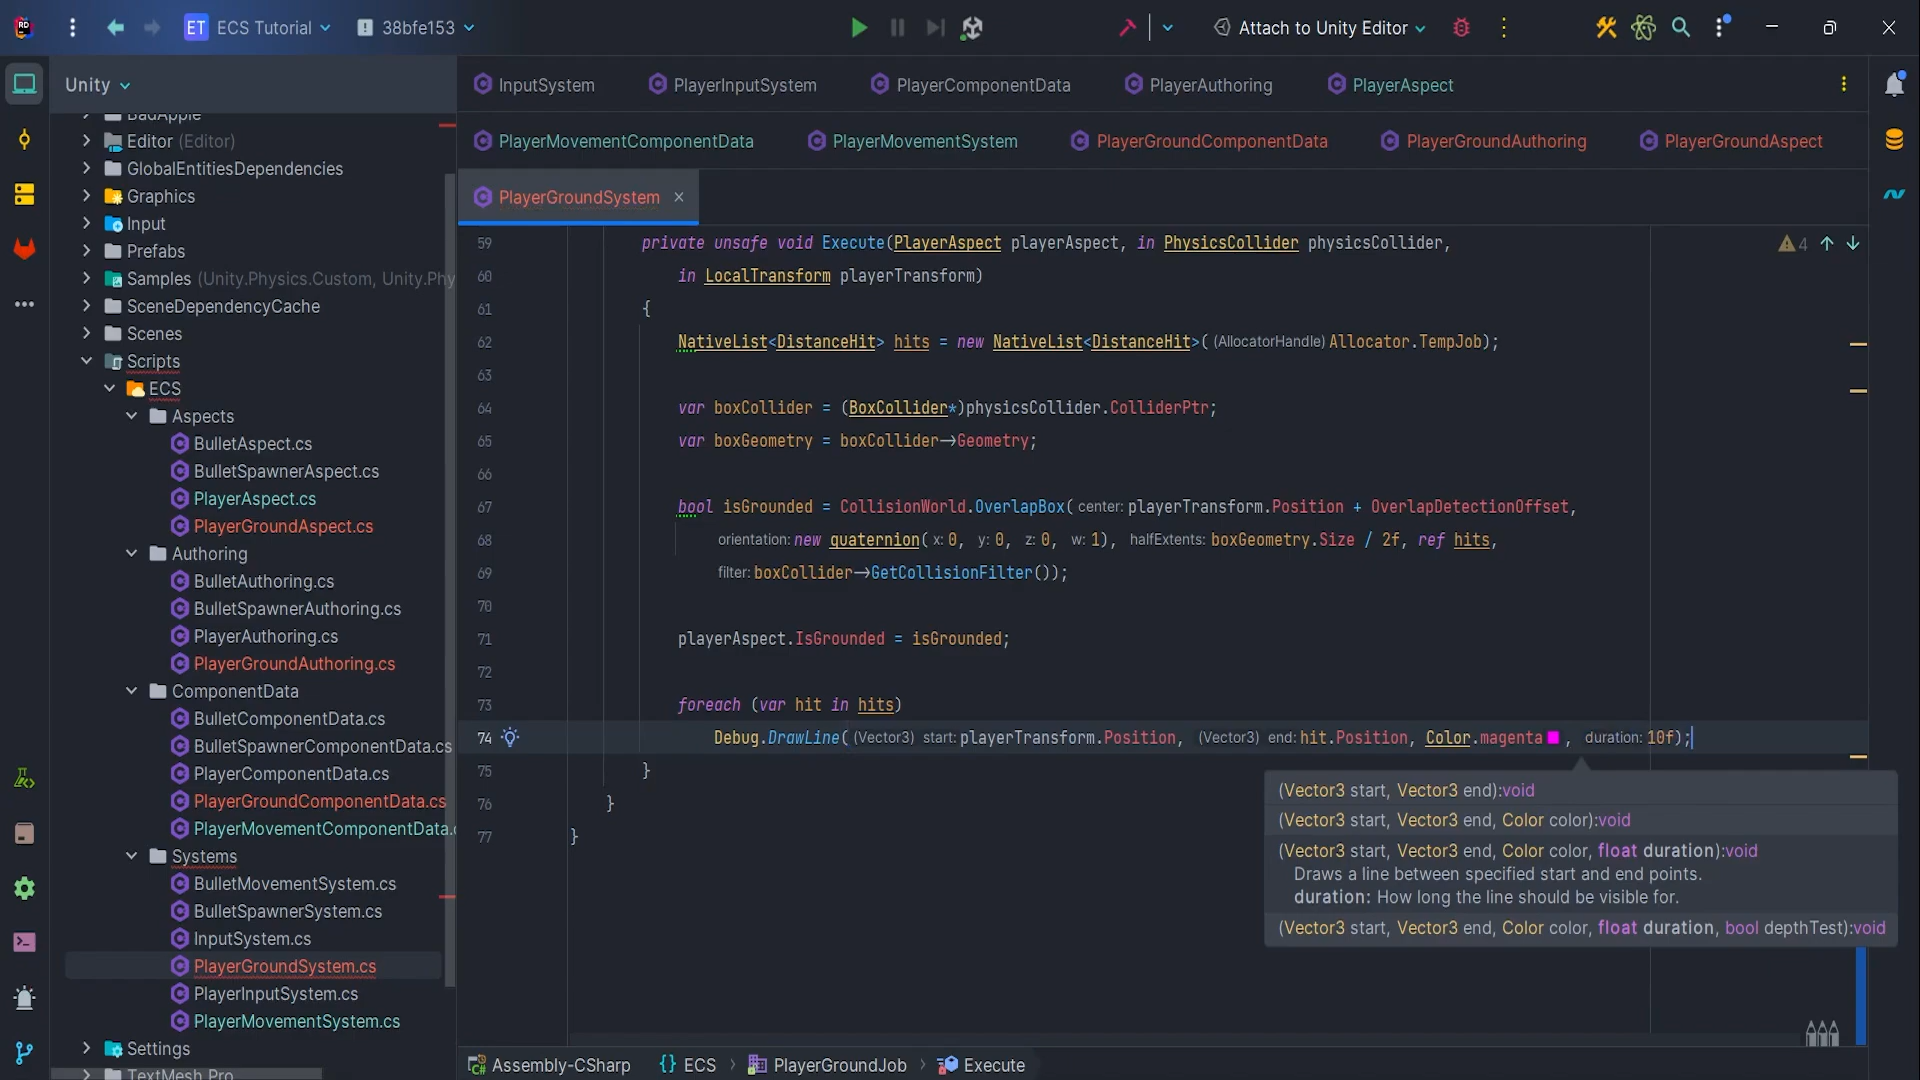 ET ECS Tutorial 38bfe153 Attach to Unity Editor
Unity InputSystem PlayerInputSystem PlayerComponentData PlayerAuthoring PlayerAspect
PlayerMovementComponentData PlayerMovementSystem PlayerGroundComponentData PlayerGroundAuthoring PlayerGroundAspect
PlayerGroundSystem
BadApple
Editor (Editor)
GlobalEntitiesDependencies
Graphics
Input
Prefabs
Samples (Unity.Physics.Custom, Unity.Phy
SceneDependencyCache
Scenes
Scripts
ECS
Aspects
BulletAspect.cs
BulletSpawnerAspect.cs
PlayerAspect.cs
PlayerGroundAspect.cs
Authoring
BulletAuthoring.cs
BulletSpawnerAuthoring.cs
PlayerAuthoring.cs
PlayerGroundAuthoring.cs
ComponentData
BulletComponentData.cs
BulletSpawnerComponentData.cs
PlayerComponentData.cs
PlayerGroundComponentData.cs
PlayerMovementComponentData.
Systems
BulletMovementSystem.cs
BulletSpawnerSystem.cs
InputSystem.cs
PlayerGroundSystem.cs
PlayerInputSystem.cs
PlayerMovementSystem.cs
Settings
TextMesh Pro
59 private unsafe void Execute(PlayerAspect playerAspect, in PhysicsCollider physicsCollider, 4
60 in LocalTransform playerTransform)
61 {
62 NativeList<DistanceHit> hits = new NativeList<DistanceHit>((AllocatorHandle)Allocator.TempJob);
63
64 var boxCollider = (BoxCollider*)physicsCollider.ColliderPtr;
65 var boxGeometry = boxCollider->Geometry;
66
67 bool isGrounded = CollisionWorld.OverlapBox(center: playerTransform.Position + OverlapDetectionOffset,
68 orientation: new quaternion(x: 0, y: 0, z: 0, w: 1), halfExtents: boxGeometry.Size / 2f, ref hits,
69 filter: boxCollider->GetCollisionFilter());
70
71 playerAspect.IsGrounded = isGrounded;
72
73 foreach (var hit in hits)
74 Debug.DrawLine((Vector3) start: playerTransform.Position, (Vector3) end: hit.Position, Color.magenta, duration: 10f);
75 }
76 }
77 }
(Vector3 start, Vector3 end):void
(Vector3 start, Vector3 end, Color color):void
(Vector3 start, Vector3 end, Color color, float duration):void
Draws a line between specified start and end points.
duration: How long the line should be visible for.
(Vector3 start, Vector3 end, Color color, float duration, bool depthTest):void
Assembly-CSharp {} ECS PlayerGroundJob Execute